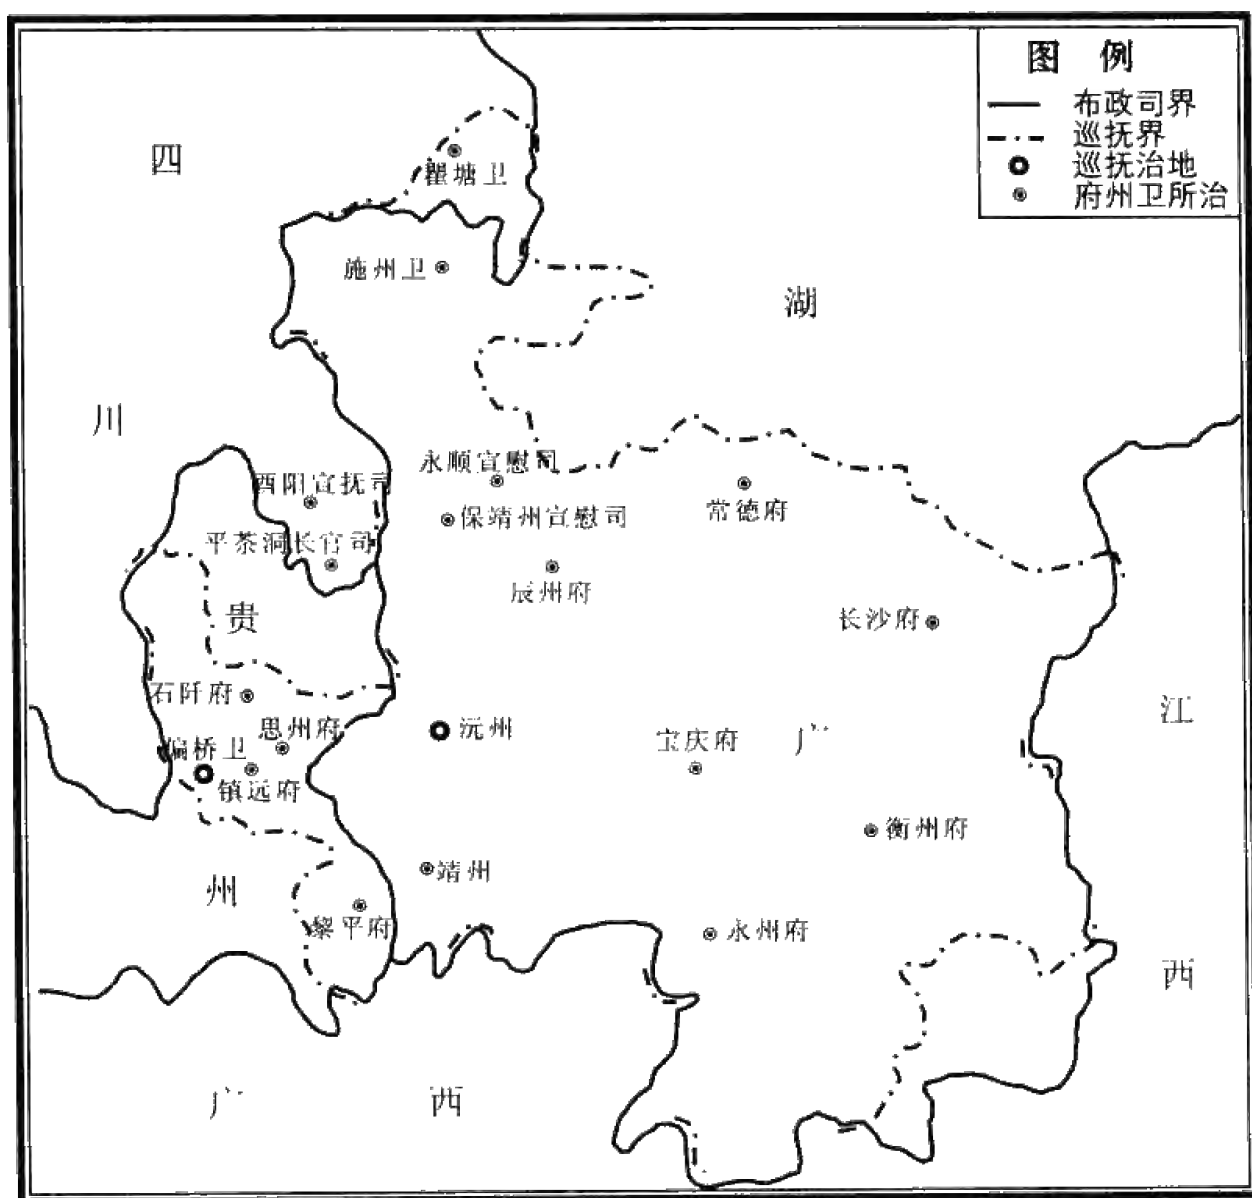 图 例
布政司界
巡抚界
巡抚治地
府州卫所治
四
瞿塘卫
施州卫
湖
川
酉阳宣抚司
永顺宣慰司
保靖州宣慰司
常德府
平茶洞长官司
辰州府
贵
长沙府
石阡府
思州府
沅州
宝庆府
广
江
偏桥卫
镇远府
衡州府
靖州
州
黎平府
永州府
西
广
西